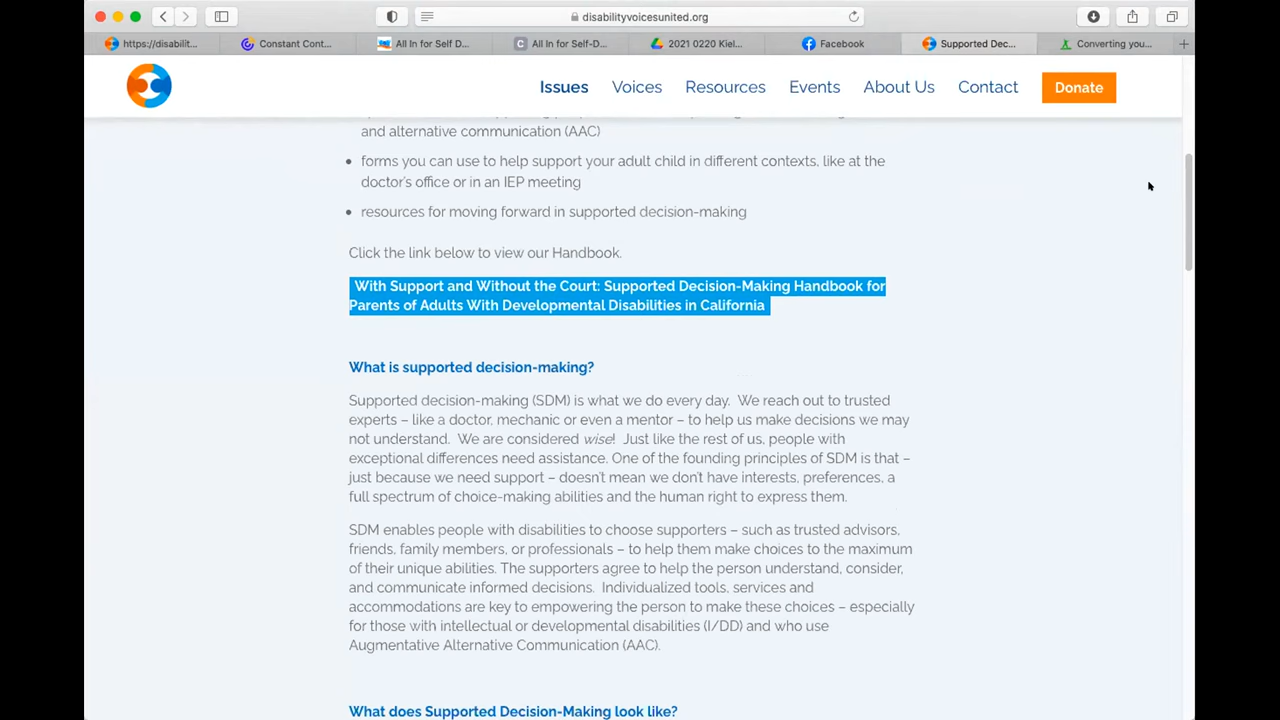 disabilityvoicesunited.org
https://disabilit...
Constant Cont...
All In for Self D...
All In for Self-D...
2021 0220 Kiel...
Facebook
Supported Dec...
Converting you...
Issues
Voices
Resources
Events
About Us
Contact
Donate
and alternative communication (AAC)
• forms you can use to help support your adult child in different contexts, like at the
doctor's office or in an IEP meeting
• resources for moving forward in supported decision-making
Click the link below to view our Handbook.
With Support and Without the Court: Supported Decision-Making Handbook for
Parents of Adults With Developmental Disabilities in California
What is supported decision-making?
Supported decision-making (SDM) is what we do every day. We reach out to trusted
experts – like a doctor, mechanic or even a mentor – to help us make decisions we may
not understand. We are considered wise! Just like the rest of us, people with
exceptional differences need assistance. One of the founding principles of SDM is that –
just because we need support – doesn't mean we don't have interests, preferences, a
full spectrum of choice-making abilities and the human right to express them.
SDM enables people with disabilities to choose supporters – such as trusted advisors,
friends, family members, or professionals – to help them make choices to the maximum
of their unique abilities. The supporters agree to help the person understand, consider,
and communicate informed decisions. Individualized tools, services and
accommodations are key to empowering the person to make these choices – especially
for those with intellectual or developmental disabilities (I/DD) and who use
Augmentative Alternative Communication (AAC).
What does Supported Decision-Making look like?